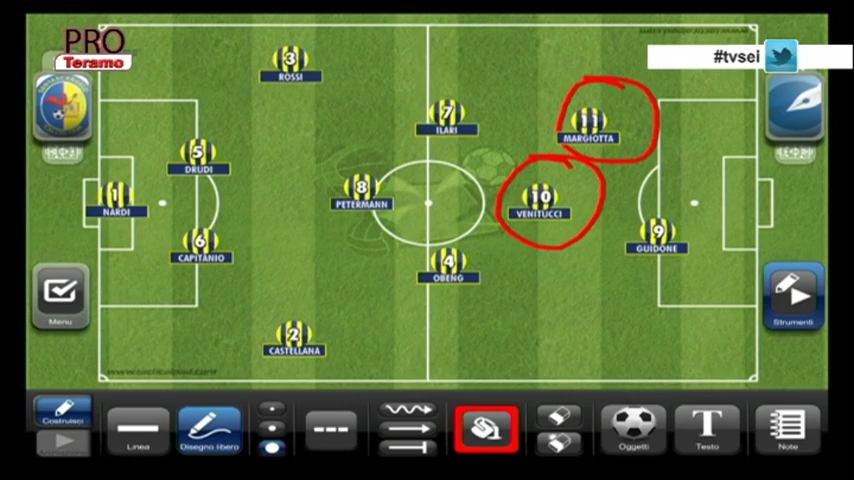 PRO
Teramo
#tvsei
3
ROSSI
7
ILARI
11
MARGIOTTA
5
DRUDI
1
NARDI
8
PETERMANN
10
VENITUCCI
9
GUIDONE
6
CAPITANIO
4
OBENG
2
CASTELLANA
Menu
Strumenti
Costruisci
Linea
Disegno libero
Oggetti
T
Testo
Note